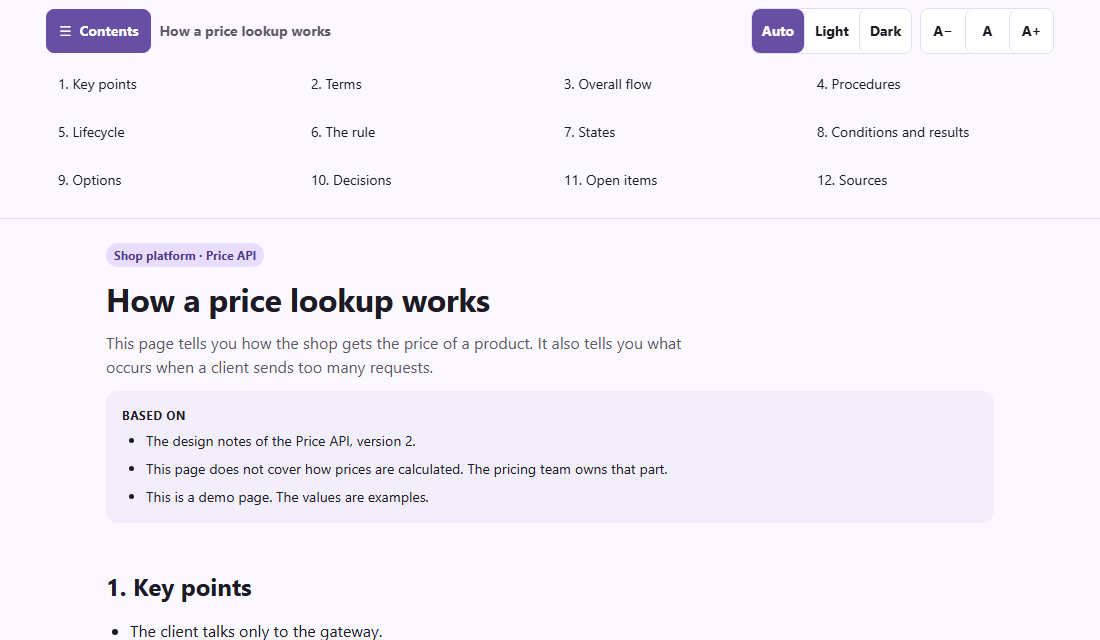 ☰ Contents
How a price lookup works
Auto Light Dark A− A A+
1. Key points
2. Terms
3. Overall flow
4. Procedures
5. Lifecycle
6. The rule
7. States
8. Conditions and results
9. Options
10. Decisions
11. Open items
12. Sources
Shop platform · Price API
How a price lookup works
This page tells you how the shop gets the price of a product. It also tells you what
occurs when a client sends too many requests.
BASED ON
• The design notes of the Price API, version 2.
• This page does not cover how prices are calculated. The pricing team owns that part.
• This is a demo page. The values are examples.
1. Key points
• The client talks only to the gateway.